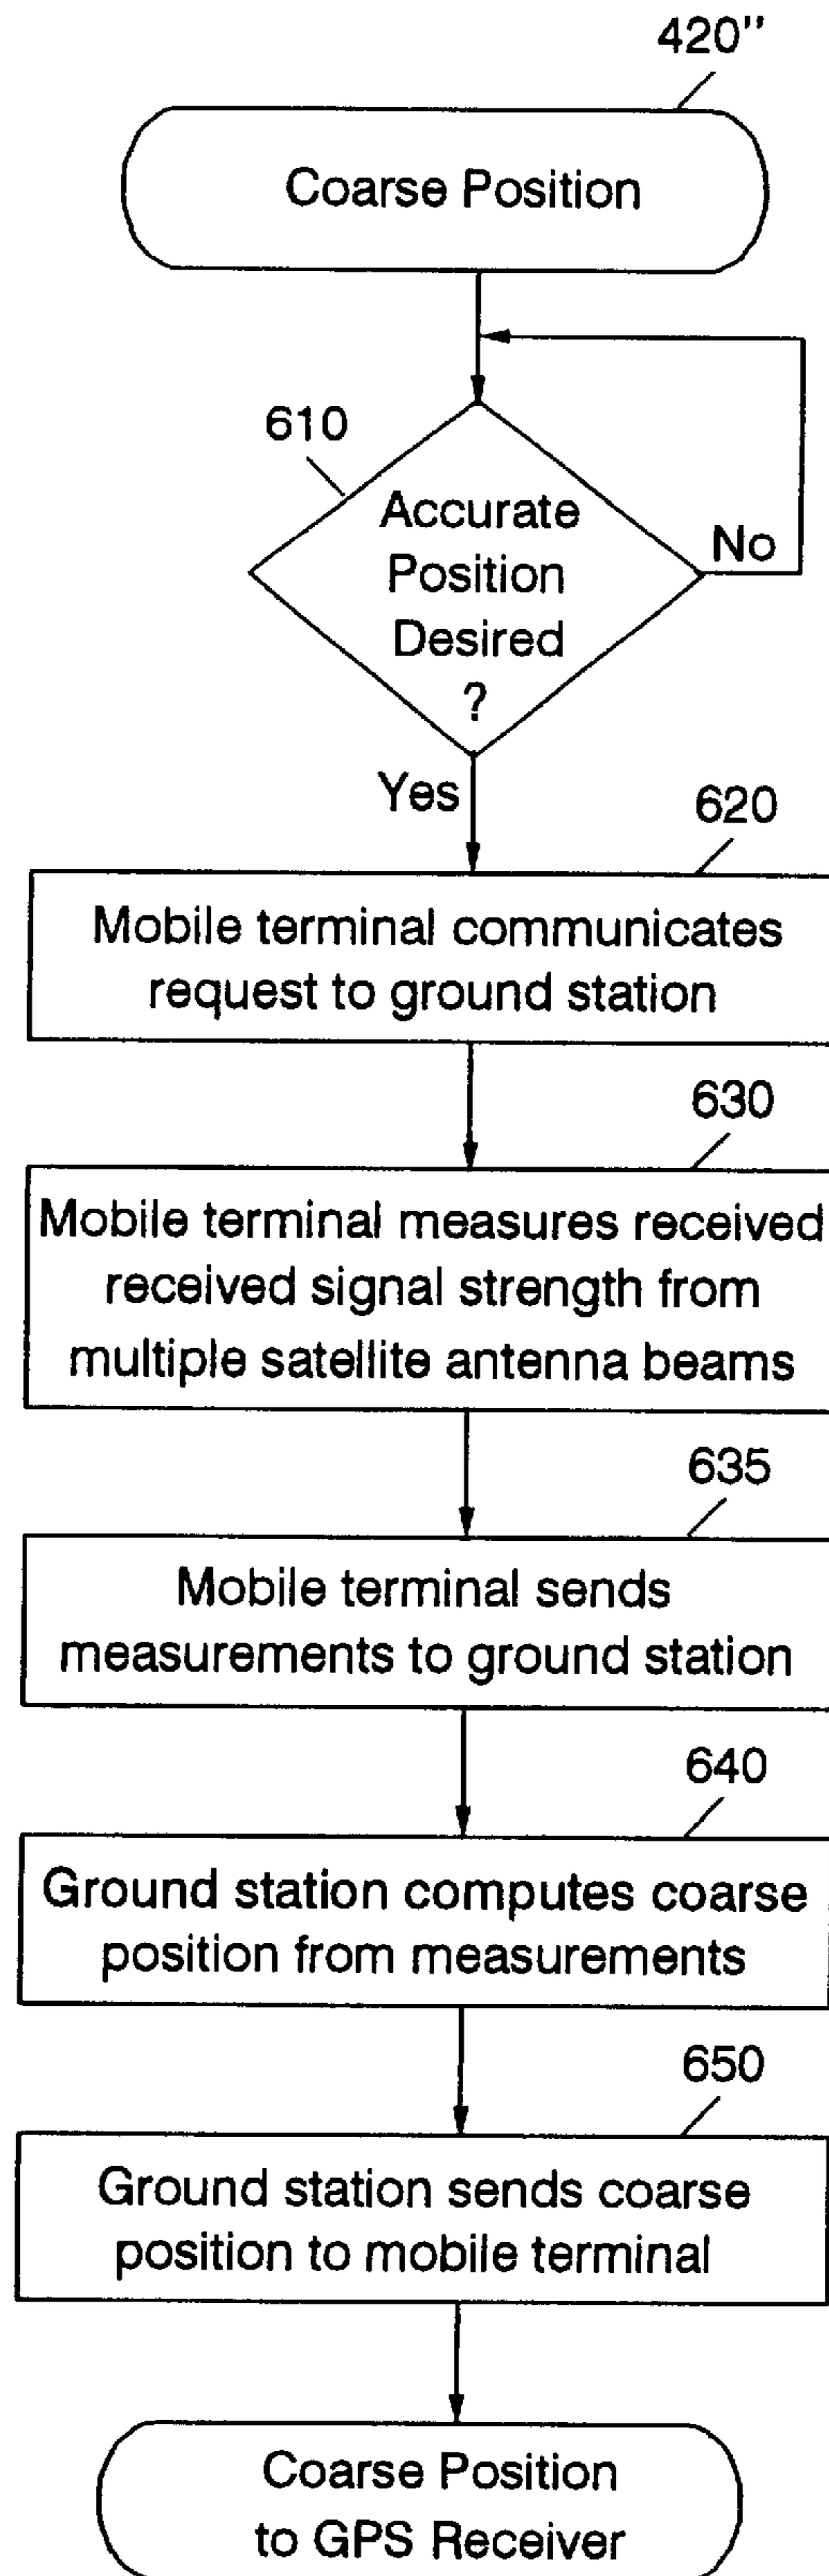 420''
Coarse Position
610
Accurate
Position
Desired
?
No
Yes
620
Mobile terminal communicates
request to ground station
630
Mobile terminal measures received
received signal strength from
multiple satellite antenna beams
635
Mobile terminal sends
measurements to ground station
640
Ground station computes coarse
position from measurements
650
Ground station sends coarse
position to mobile terminal
Coarse Position
to GPS Receiver